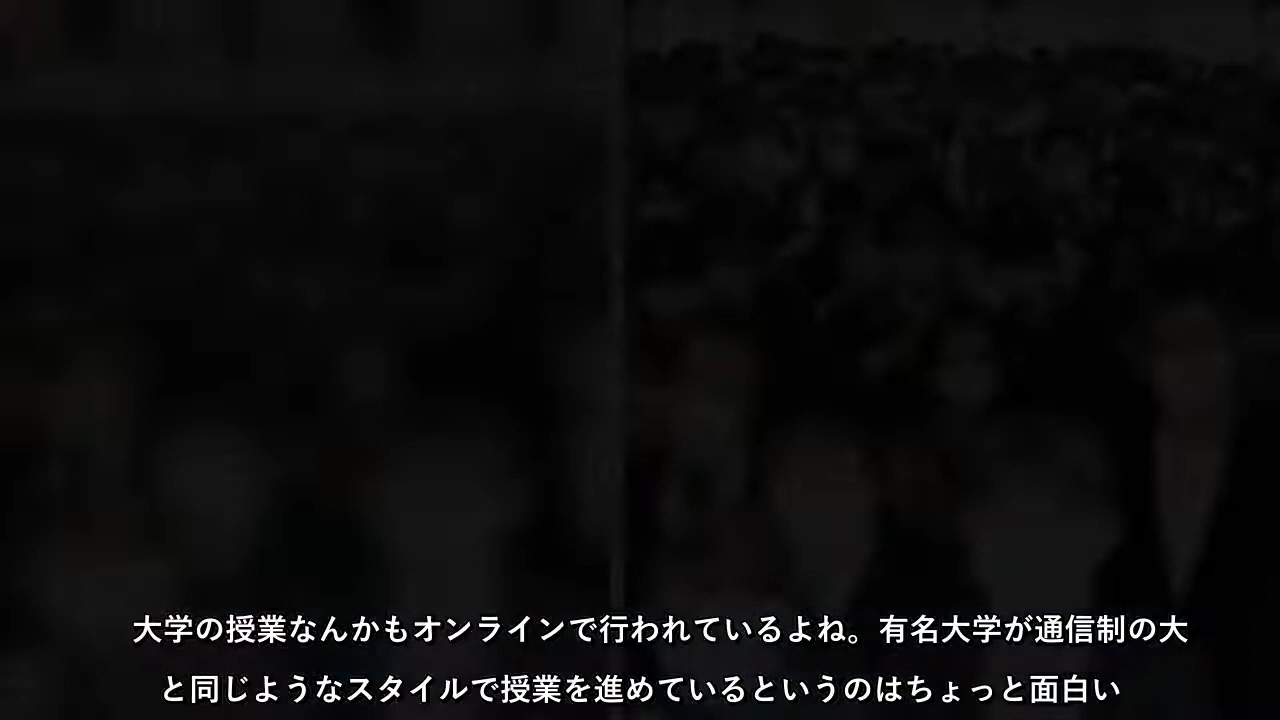 大学の授業なんかもオンラインで行われているよね。有名大学が通信制の大
と同じようなスタイルで授業を進めているというのはちょっと面白い